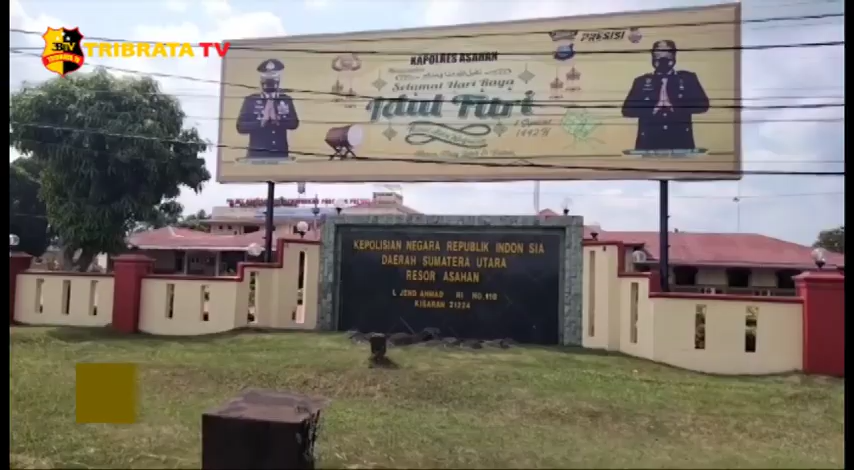 TRIBRATA TV
KAPOLRES ASAHAN
PRESISI
Selamat Hari Raya
Idul Fitri
1442 H
KEPOLISIAN NEGARA REPUBLIK INDON SIA
DAERAH SUMATERA UTARA
RESOR ASAHAN
KISARAN 21224